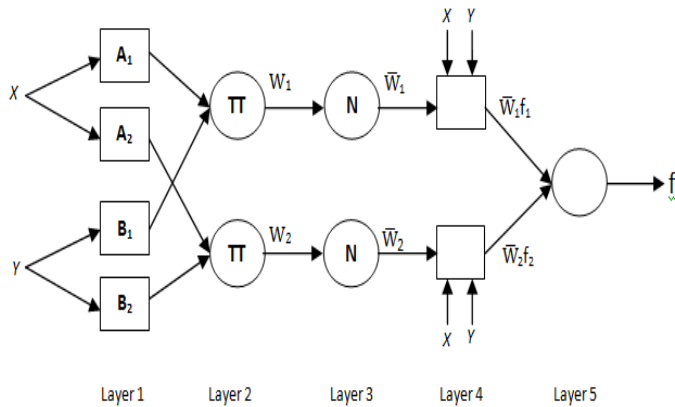 X Y
A₁
X
W₁
W̅₁
TT
N
W̅₁f₁
A₂
f
B₁
W₂
W̅₂
Y
TT
N
W̅₂f₂
B₂
X Y
Layer 1 Layer 2 Layer 3 Layer 4 Layer 5